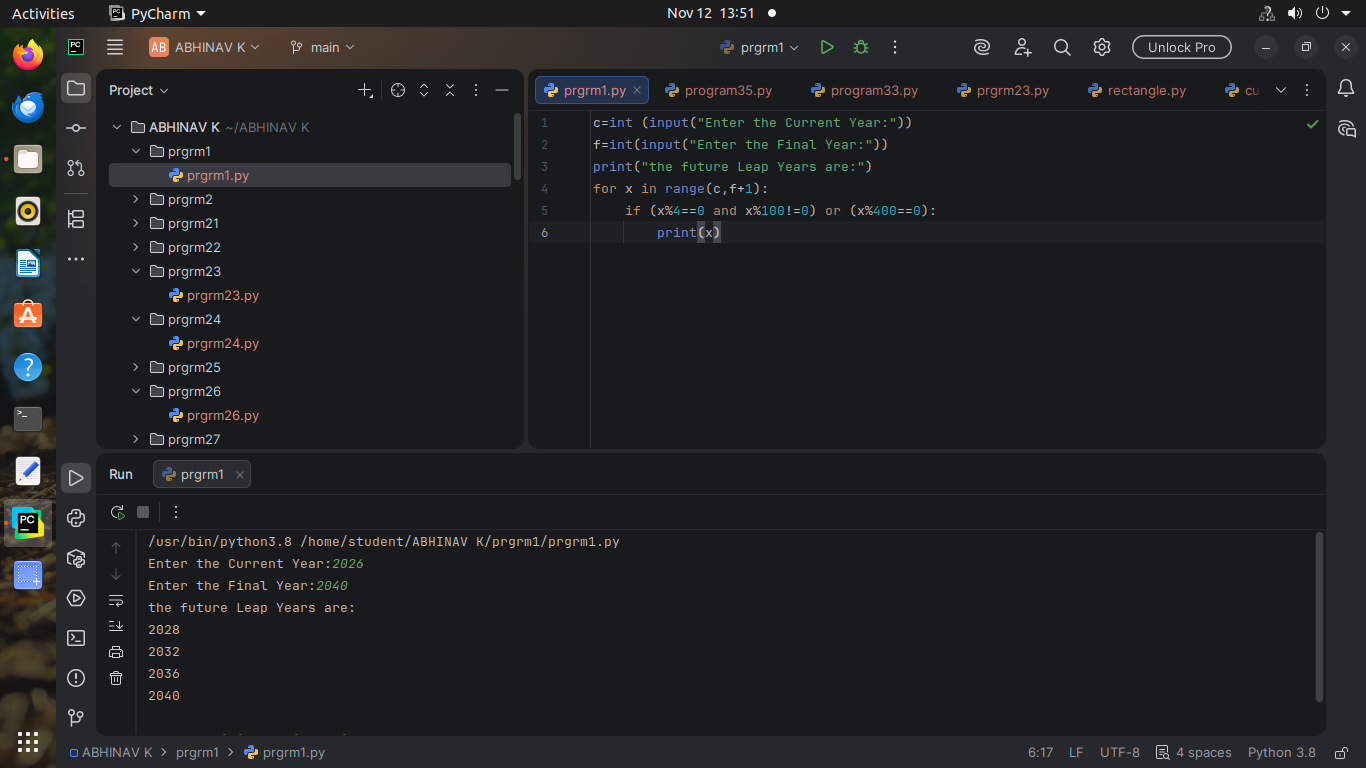 Activities PyCharm Nov 12 13:51
PC AB ABHINAV K main prgrm1 Unlock Pro
Project
ABHINAV K ~/ABHINAV K
prgrm1
prgrm1.py
prgrm2
prgrm21
prgrm22
prgrm23
prgrm23.py
prgrm24
prgrm24.py
prgrm25
prgrm26
prgrm26.py
prgrm27
prgrm1.py program35.py program33.py prgrm23.py rectangle.py cu
1 c=int (input("Enter the Current Year:"))
2 f=int(input("Enter the Final Year:"))
3 print("the future Leap Years are:")
4 for x in range(c,f+1):
5 if (x%4==0 and x%100!=0) or (x%400==0):
6 print(x)
Run prgrm1
/usr/bin/python3.8 /home/student/ABHINAV K/prgrm1/prgrm1.py
Enter the Current Year:2026
Enter the Final Year:2040
the future Leap Years are:
2028
2032
2036
2040
PC
ABHINAV K prgrm1 prgrm1.py 6:17 LF UTF-8 4 spaces Python 3.8